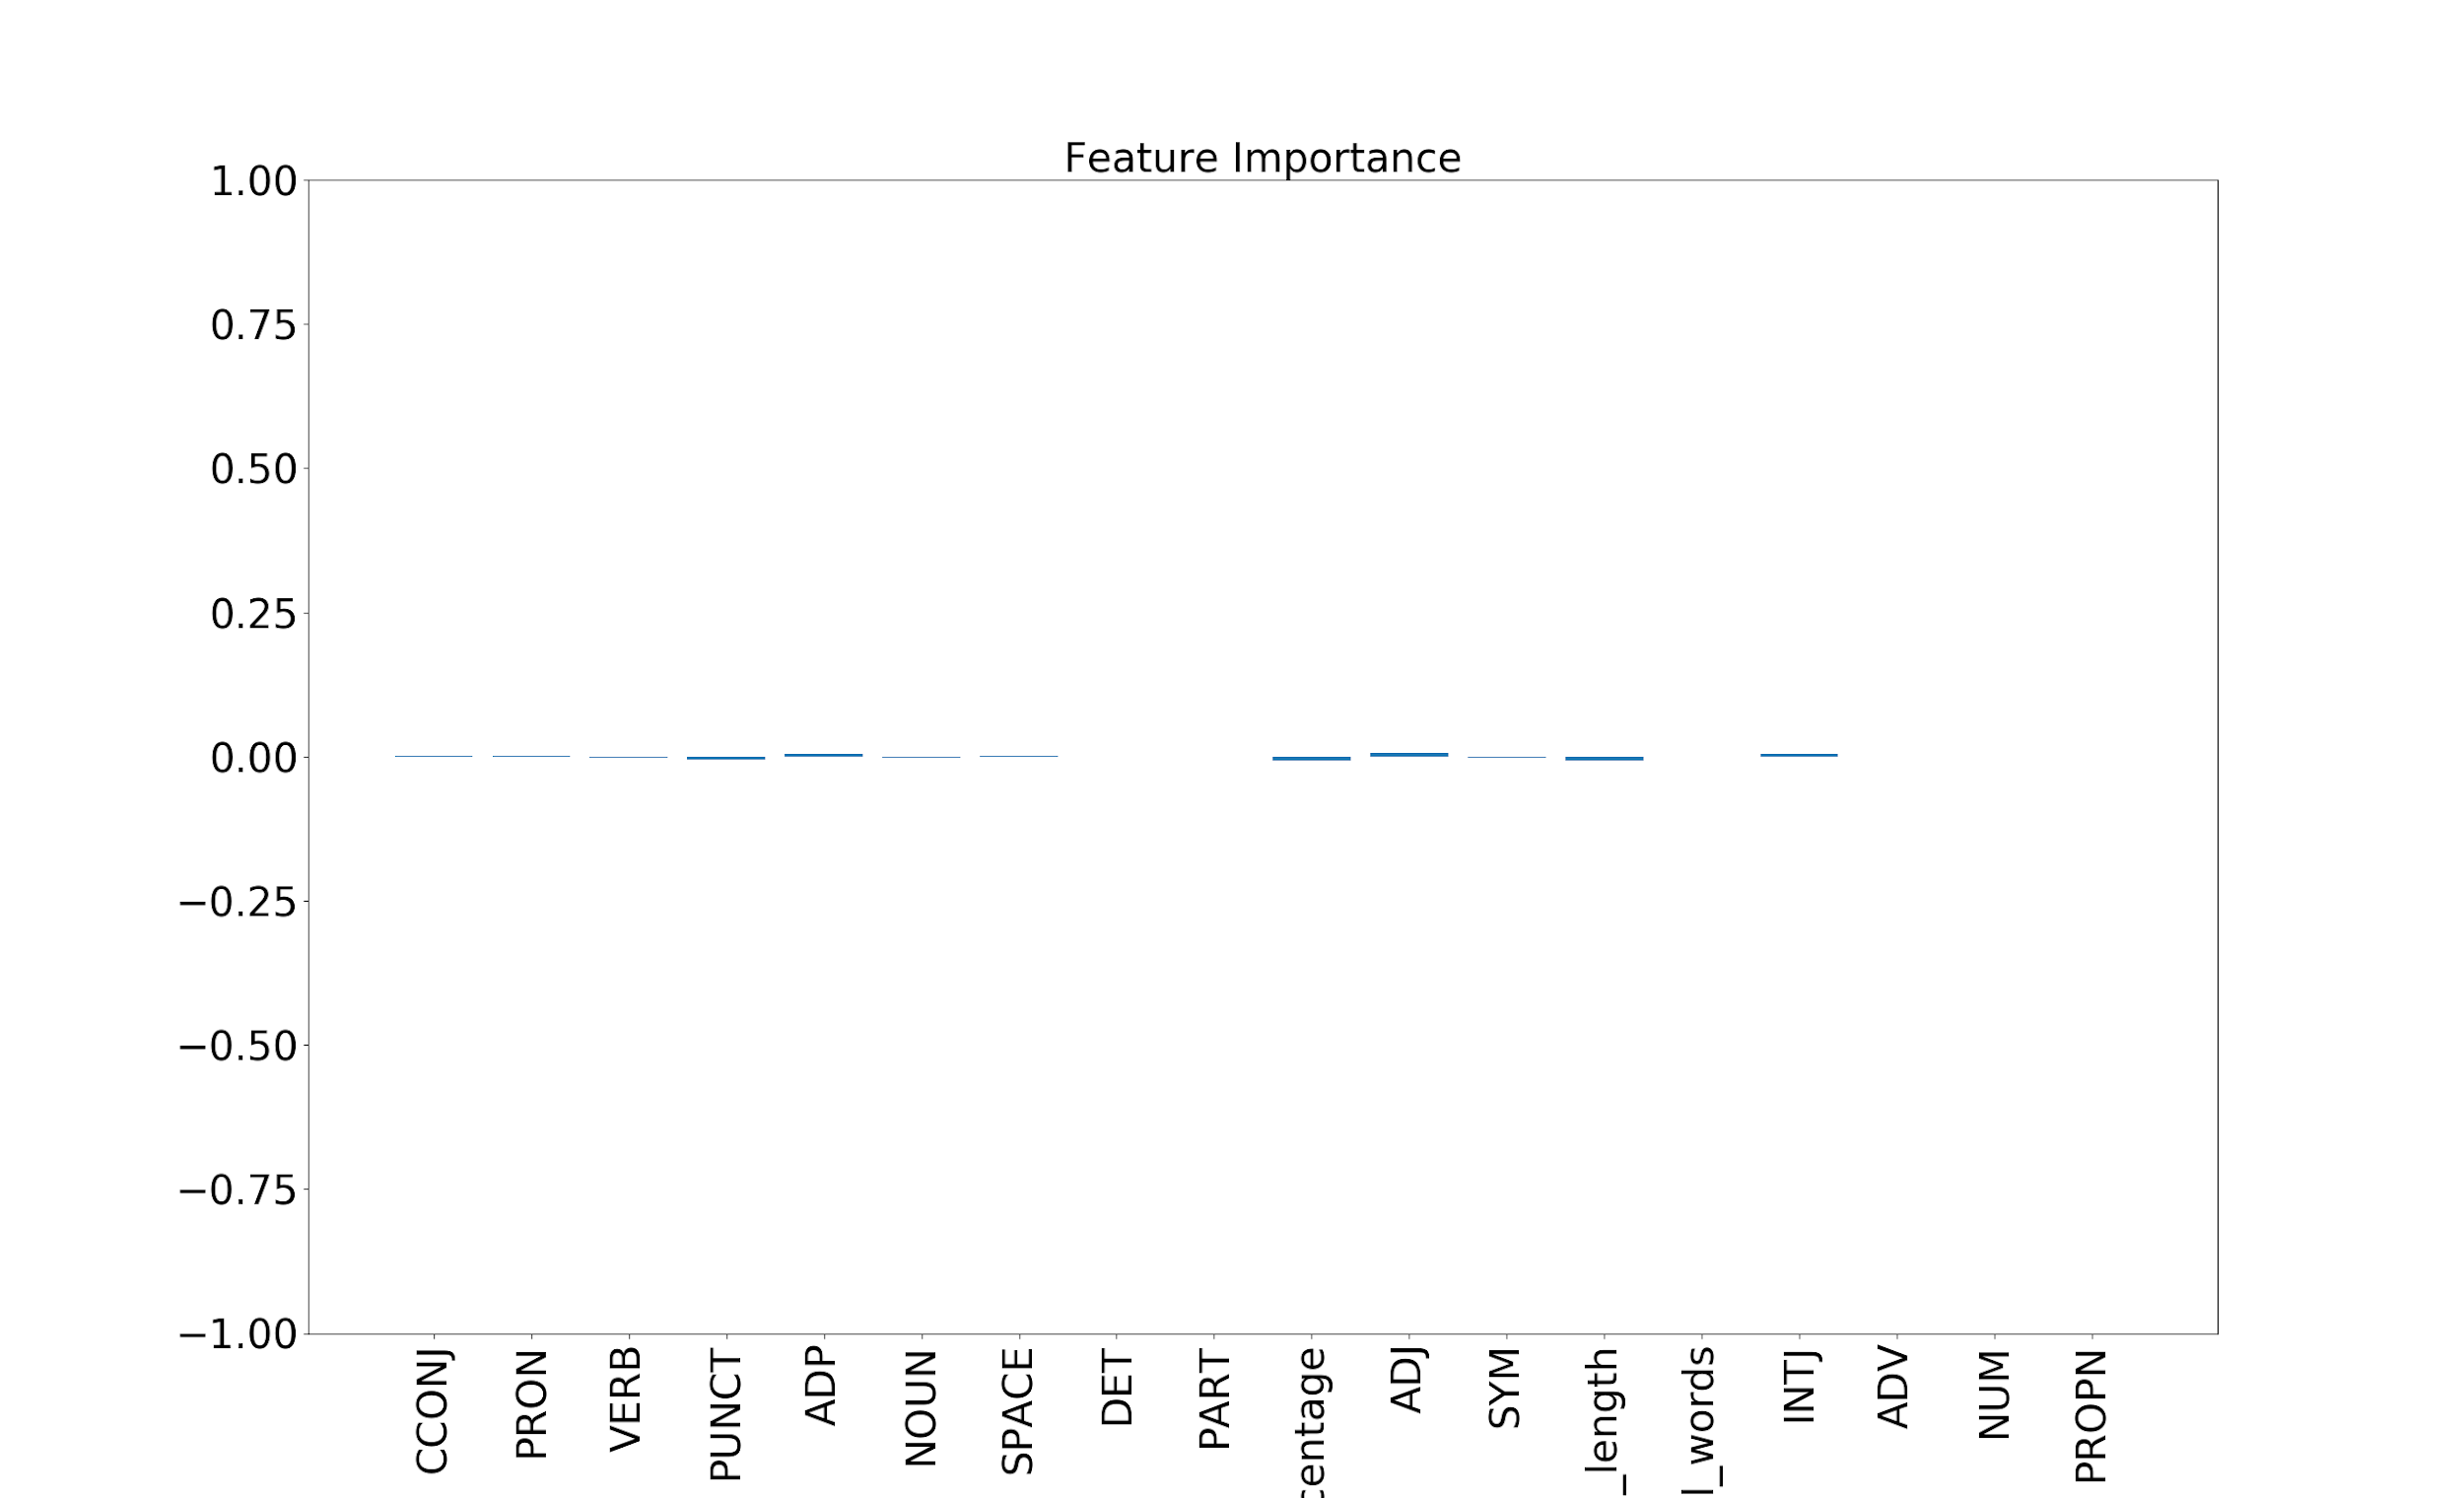 Feature Importance
1.00
0.75
0.50
0.25
0.00
−0.25
−0.50
−0.75
−1.00
CCONJ
PRON
VERB
PUNCT
ADP
NOUN
SPACE
DET
PART
centage
ADJ
SYM
_length
l_words
INTJ
ADV
NUM
PROPN